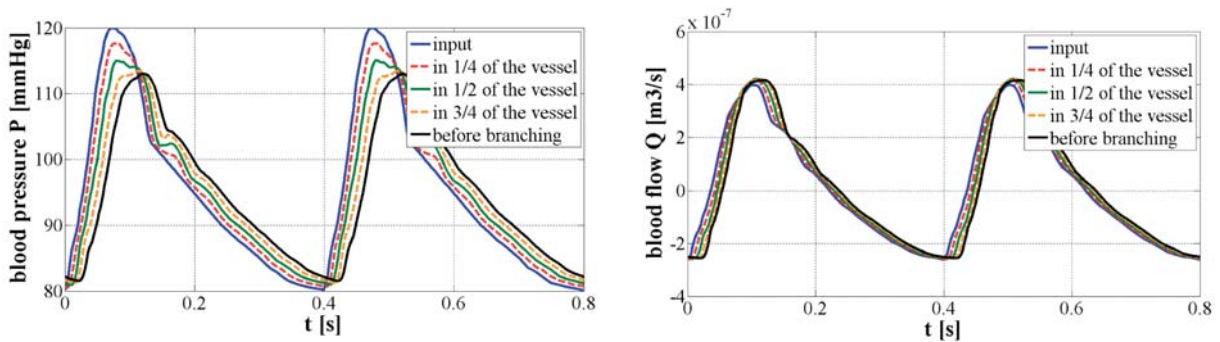 120
110
100
90
80
blood pressure P [mmHg]
0
0.2
0.4
0.6
0.8
t [s]
input
in 1/4 of the vessel
in 1/2 of the vessel
in 3/4 of the vessel
before branching
x 10⁻⁷
6
4
2
0
-2
-4
blood flow Q [m3/s]
0
0.2
0.4
0.6
0.8
t [s]
input
in 1/4 of the vessel
in 1/2 of the vessel
in 3/4 of the vessel
before branching